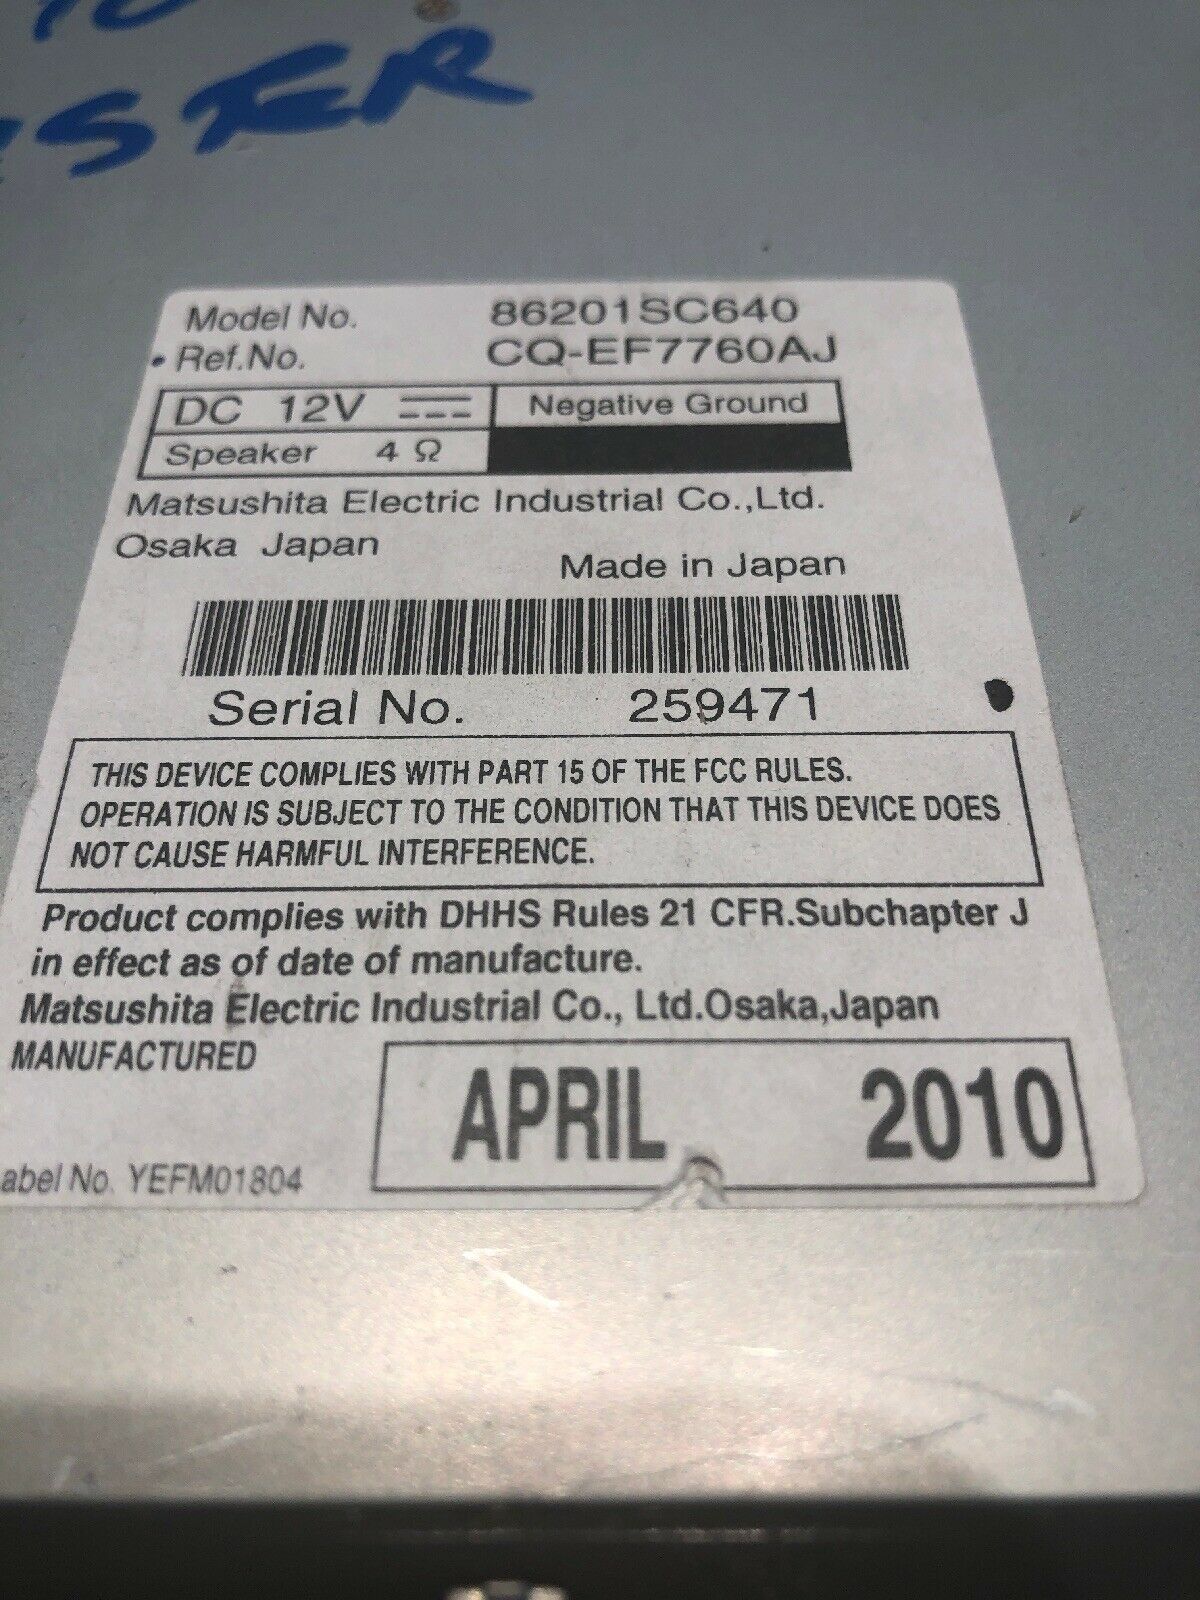 Model No. 86201SC640
Ref.No. CQ-EF7760AJ
DC 12V Negative Ground
Speaker 4 Ω
Matsushita Electric Industrial Co.,Ltd.
Osaka Japan
Made in Japan
Serial No. 259471
THIS DEVICE COMPLIES WITH PART 15 OF THE FCC RULES.
OPERATION IS SUBJECT TO THE CONDITION THAT THIS DEVICE DOES
NOT CAUSE HARMFUL INTERFERENCE.
Product complies with DHHS Rules 21 CFR.Subchapter J
in effect as of date of manufacture.
Matsushita Electric Industrial Co., Ltd.Osaka,Japan
MANUFACTURED
APRIL 2010
abel No. YEFM01804